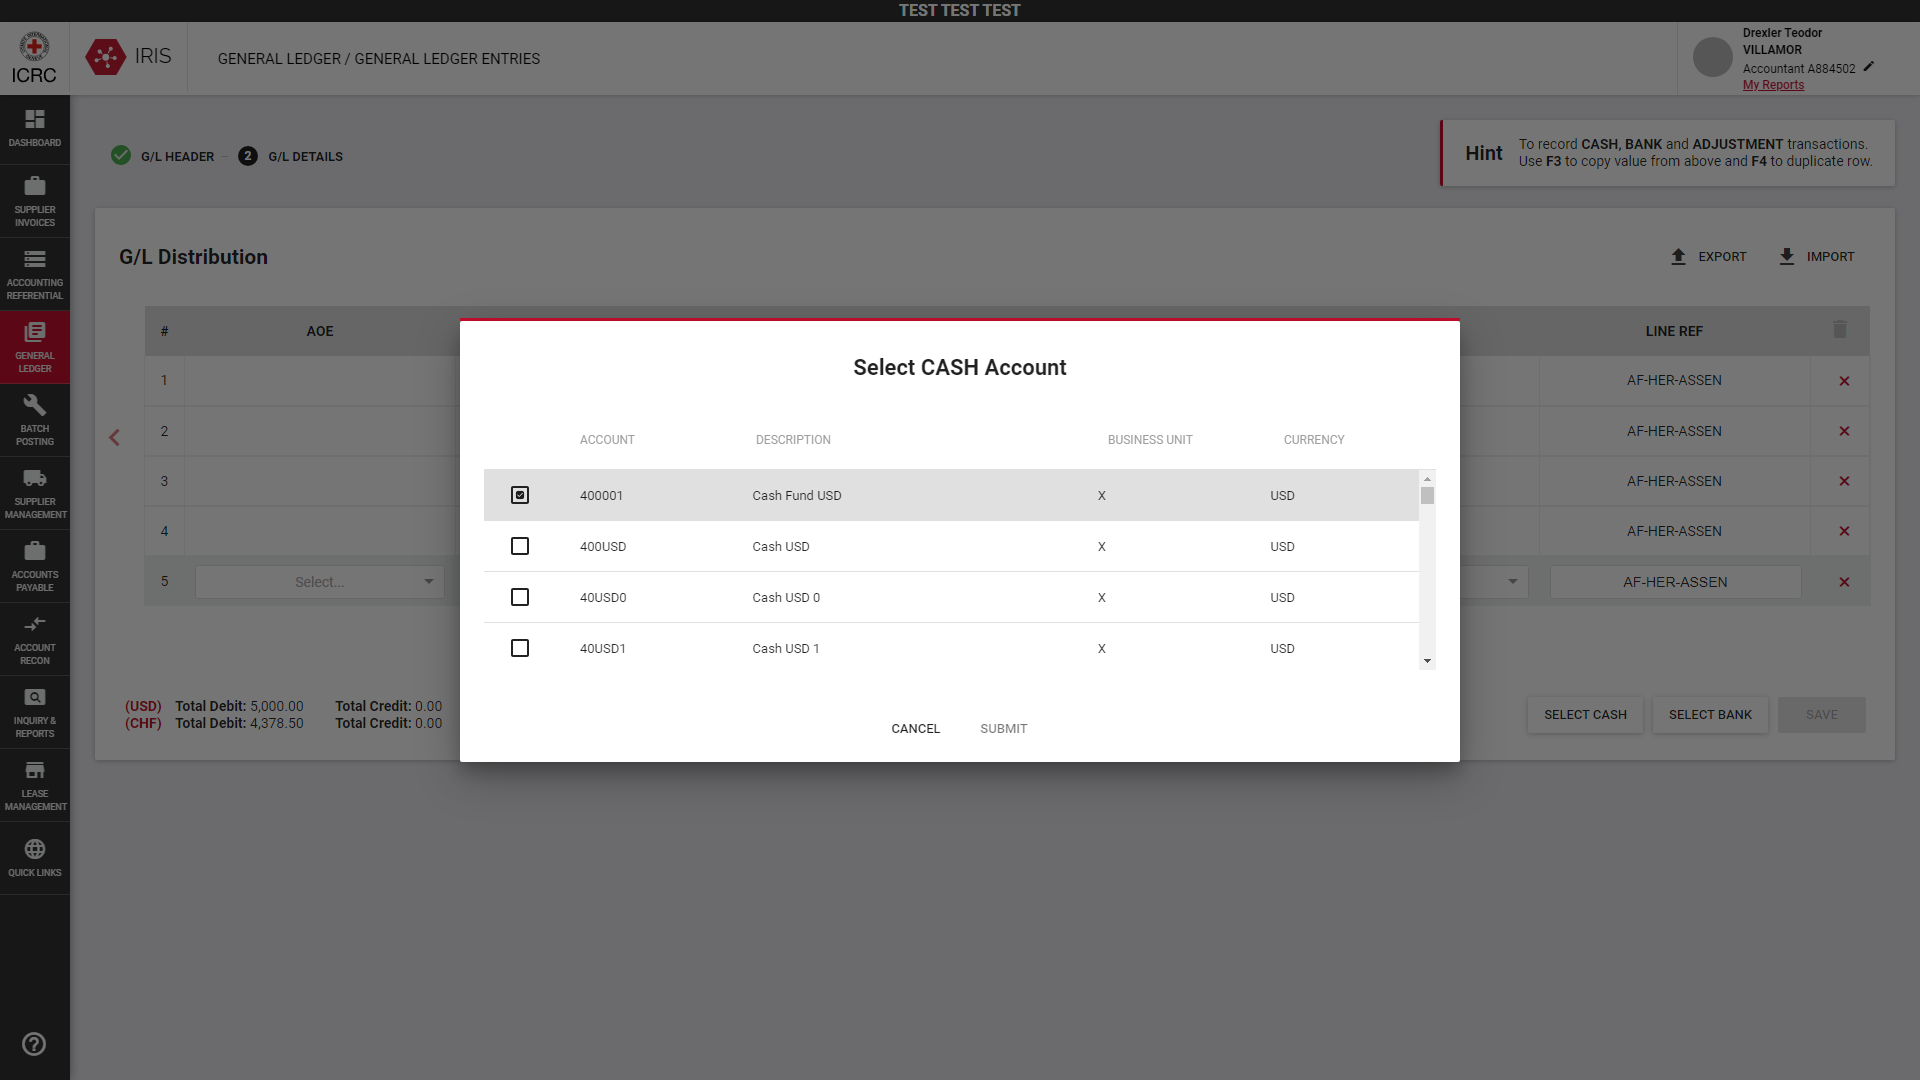 TEST TEST TEST
ICRC
IRIS
GENERAL LEDGER / GENERAL LEDGER ENTRIES
Drexler Teodor
VILLAMOR
Accountant A884502
My Reports
DASHBOARD
SUPPLIER
INVOICES
ACCOUNTING
REFERENTIAL
GENERAL
LEDGER
BATCH
POSTING
SUPPLIER
MANAGEMENT
ACCOUNTS
PAYABLE
ACCOUNT
RECON
INQUIRY &
REPORTS
LEASE
MANAGEMENT
QUICK LINKS
G/L HEADER
2 G/L DETAILS
Hint
To record CASH, BANK and ADJUSTMENT transactions.
Use F3 to copy value from above and F4 to duplicate row.
G/L Distribution
EXPORT IMPORT
# AOE LINE REF
1 AF-HER-ASSEN
2 AF-HER-ASSEN
3 AF-HER-ASSEN
4 AF-HER-ASSEN
5 Select... AF-HER-ASSEN
(USD) Total Debit: 5,000.00 Total Credit: 0.00
(CHF) Total Debit: 4,378.50 Total Credit: 0.00
SELECT CASH SELECT BANK SAVE
Select CASH Account
ACCOUNT DESCRIPTION BUSINESS UNIT CURRENCY
400001 Cash Fund USD X USD
400USD Cash USD X USD
40USD0 Cash USD 0 X USD
40USD1 Cash USD 1 X USD
CANCEL SUBMIT